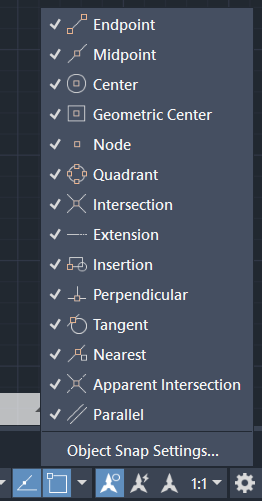 Endpoint
Midpoint
Center
Geometric Center
Node
Quadrant
Intersection
Extension
Insertion
Perpendicular
Tangent
Nearest
Apparent Intersection
Parallel
Object Snap Settings...
1:1